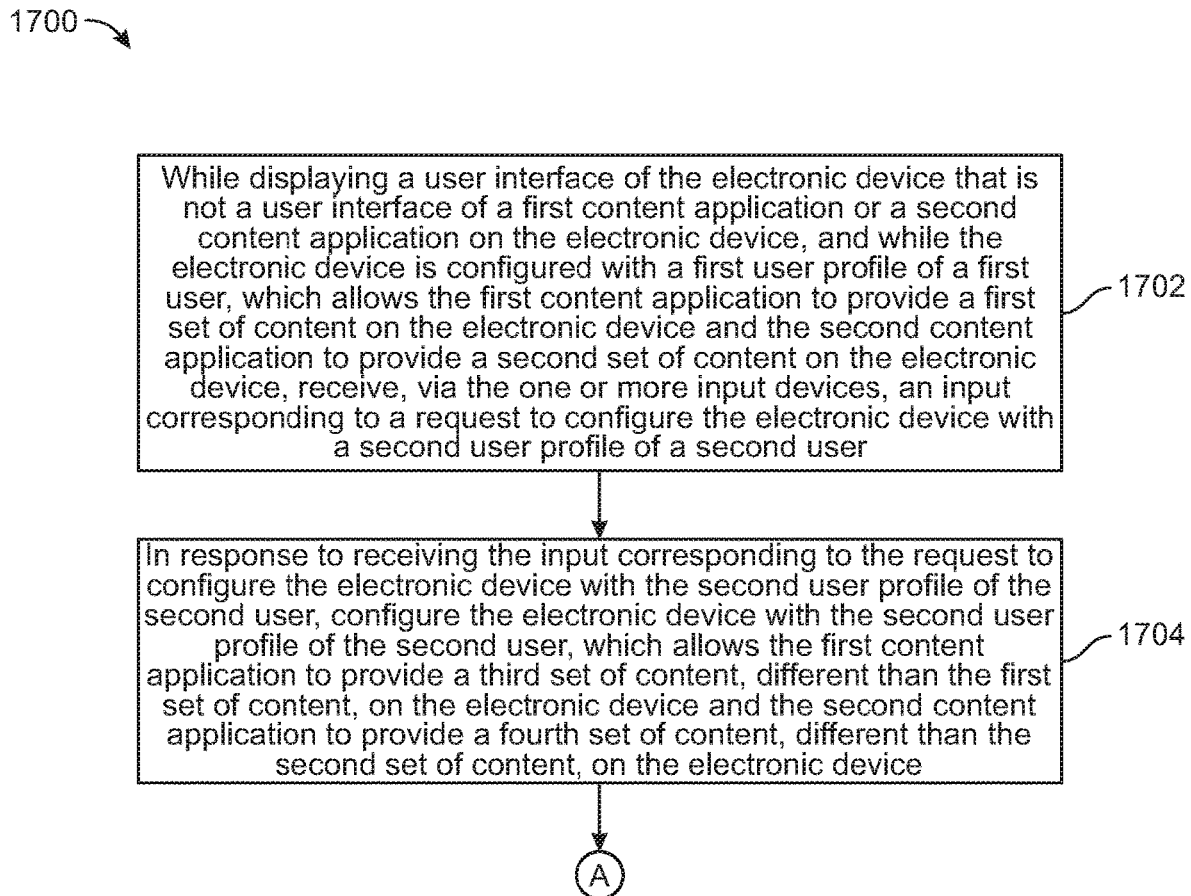 1700
While displaying a user interface of the electronic device that is
not a user interface of a first content application or a second
content application on the electronic device, and while the
electronic device is configured with a first user profile of a first
user, which allows the first content application to provide a first
set of content on the electronic device and the second content
application to provide a second set of content on the electronic
device, receive, via the one or more input devices, an input
corresponding to a request to configure the electronic device with
a second user profile of a second user
1702
In response to receiving the input corresponding to the request to
configure the electronic device with the second user profile of the
second user, configure the electronic device with the second user
profile of the second user, which allows the first content
application to provide a third set of content, different than the first
set of content, on the electronic device and the second content
application to provide a fourth set of content, different than the
second set of content, on the electronic device
1704
A